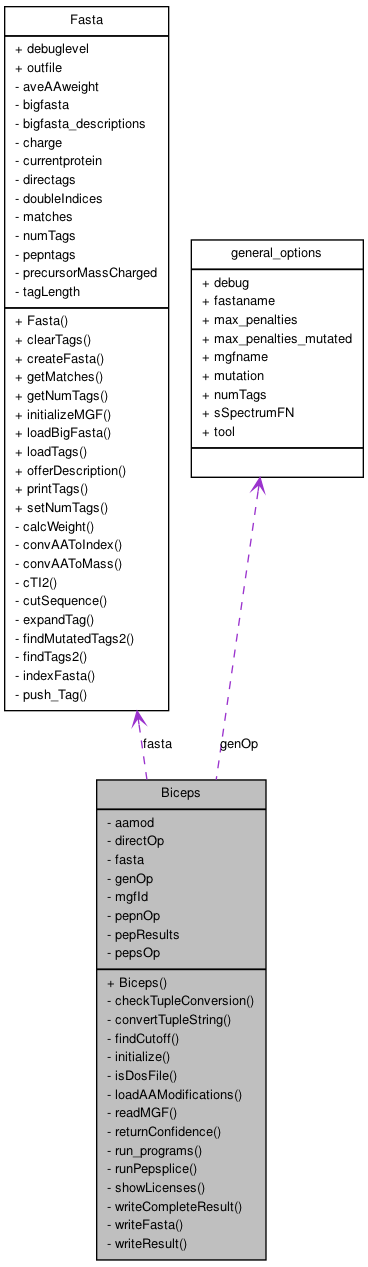 Fasta
+ debuglevel
+ outfile
- aveAAweight
- bigfasta
- bigfasta_descriptions
- charge
- currentprotein
- directags
- doubleIndices
- matches
- numTags
- pepntags
- precursorMassCharged
- tagLength
+ Fasta()
+ clearTags()
+ createFasta()
+ getMatches()
+ getNumTags()
+ initializeMGF()
+ loadBigFasta()
+ loadTags()
+ offerDescription()
+ printTags()
+ setNumTags()
- calcWeight()
- convAAToIndex()
- convAAToMass()
- cTI2()
- cutSequence()
- expandTag()
- findMutatedTags2()
- findTags2()
- indexFasta()
- push_Tag()
general_options
+ debug
+ fastaname
+ max_penalties
+ max_penalties_mutated
+ mgfname
+ mutation
+ numTags
+ sSpectrumFN
+ tool
fasta
genOp
Biceps
- aamod
- directOp
- fasta
- genOp
- mgfId
- pepnOp
- pepResults
- pepsOp
+ Biceps()
- checkTupleConversion()
- convertTupleString()
- findCutoff()
- initialize()
- isDosFile()
- loadAAModifications()
- readMGF()
- returnConfidence()
- run_programs()
- runPepsplice()
- showLicenses()
- writeCompleteResult()
- writeFasta()
- writeResult()